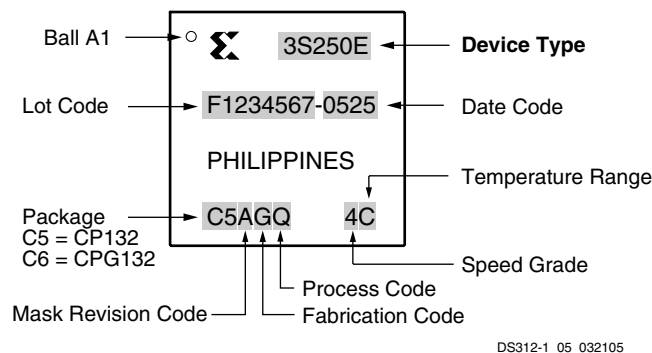 Ball A1
3S250E
Device Type
Lot Code
F1234567-0525
Date Code
PHILIPPINES
Temperature Range
Package
C5 = CP132
C6 = CPG132
C5AGQ
4C
Speed Grade
Process Code
Mask Revision Code
Fabrication Code
DS312-1_05_032105